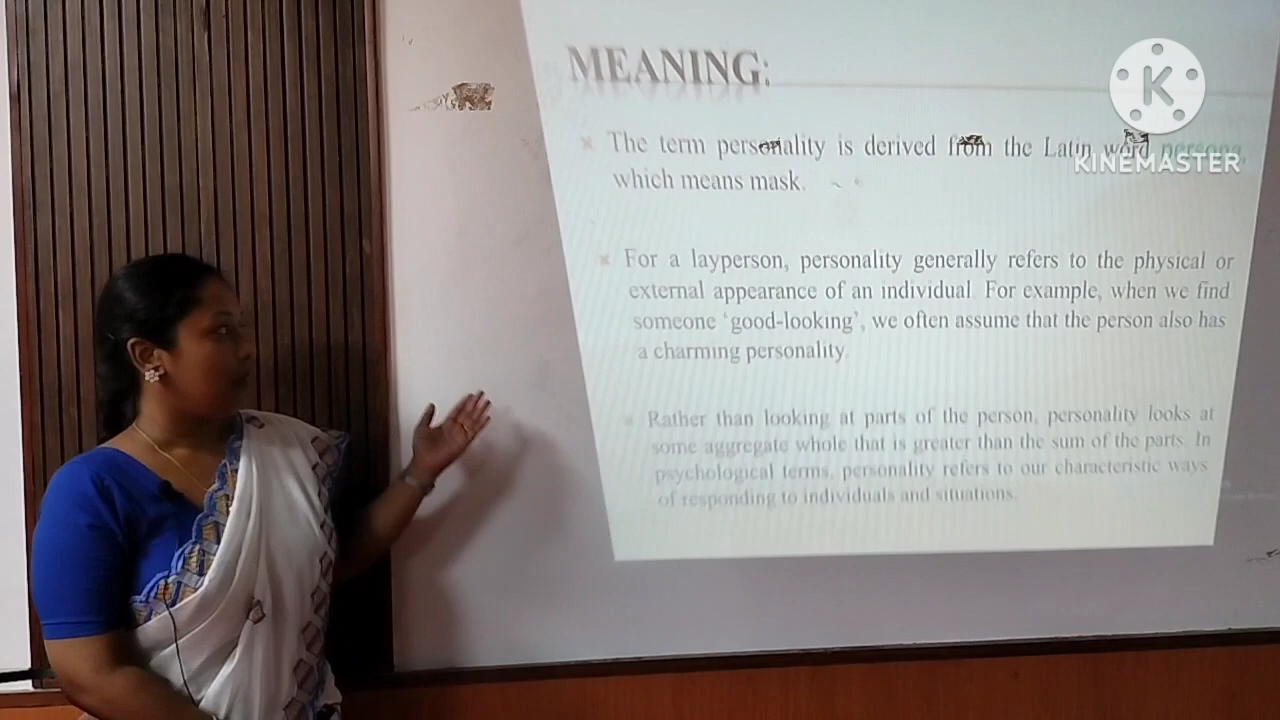 MEANING:
The term personality is derived from the Latin word persona,
which means mask.
For a layperson, personality generally refers to the physical or
external appearance of an individual. For example, when we find
someone ‘good-looking’, we often assume that the person also has
a charming personality.
Rather than looking at parts of the person, personality looks at
some aggregate whole that is greater than the sum of the parts. In
psychological terms, personality refers to our characteristic ways
of responding to individuals and situations.
K
KINEMASTER